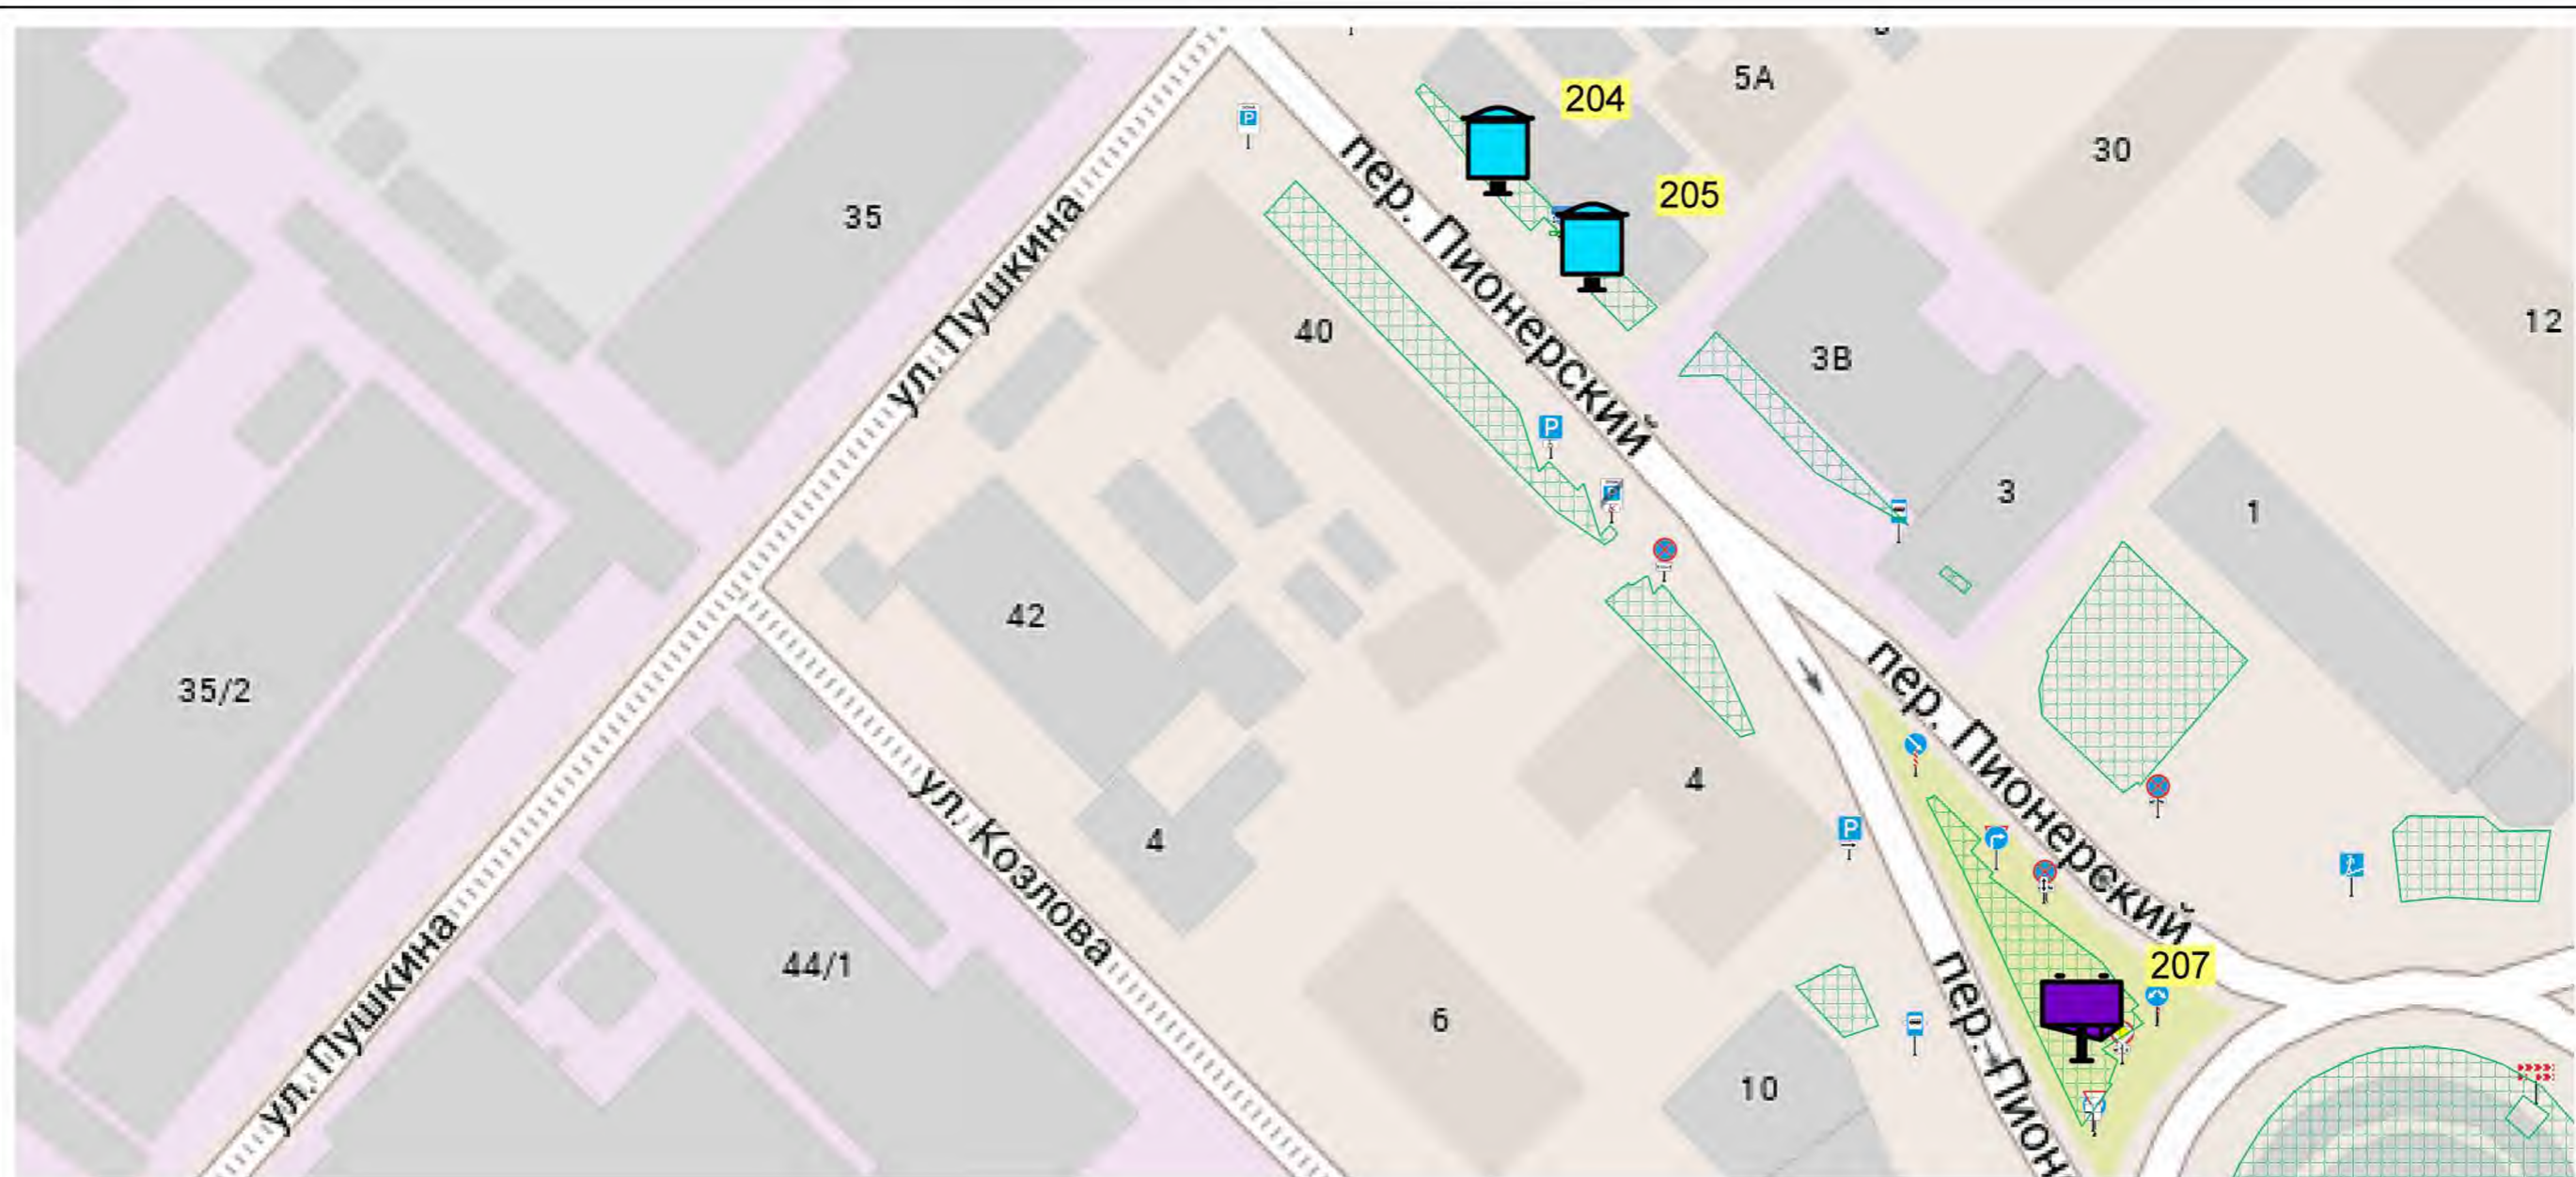 204
5А
30
205
35
пер. Пионерский
ул. Пушкина
40
12
3В
3
1
42
35/2
пер. Пионерский
4
4
ул. Козлова
ул. Пушкина
44/1
207
6
пер. Пион
10
P
P
P